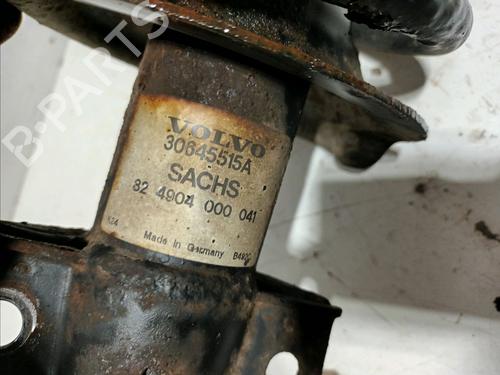 B-PARTS
VOLVO
30645515A
SACHS
82 4904 000 041
Made in Germany